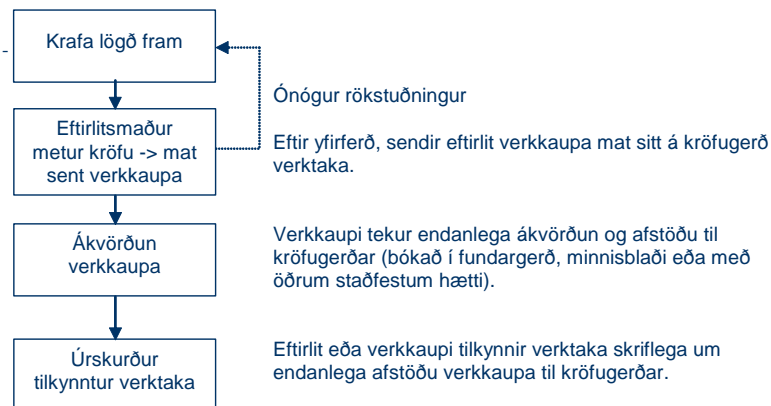 Krafa lögð fram
Ónógur rökstuðningur
Eftirlitsmaður
metur kröfu -> mat
sent verkkaupa
Eftir yfirferð, sendir eftirlit verkkaupa mat sitt á kröfugerð
verktaka.
Ákvörðun
verkkaupa
Verkkaupi tekur endanlega ákvörðun og afstöðu til
kröfugerðar (bókað í fundargerð, minnisblaði eða með
öðrum staðfestum hætti).
Úrskurður
tilkynntur verktaka
Eftirlit eða verkkaupi tilkynnir verktaka skriflega um
endanlega afstöðu verkkaupa til kröfugerðar.